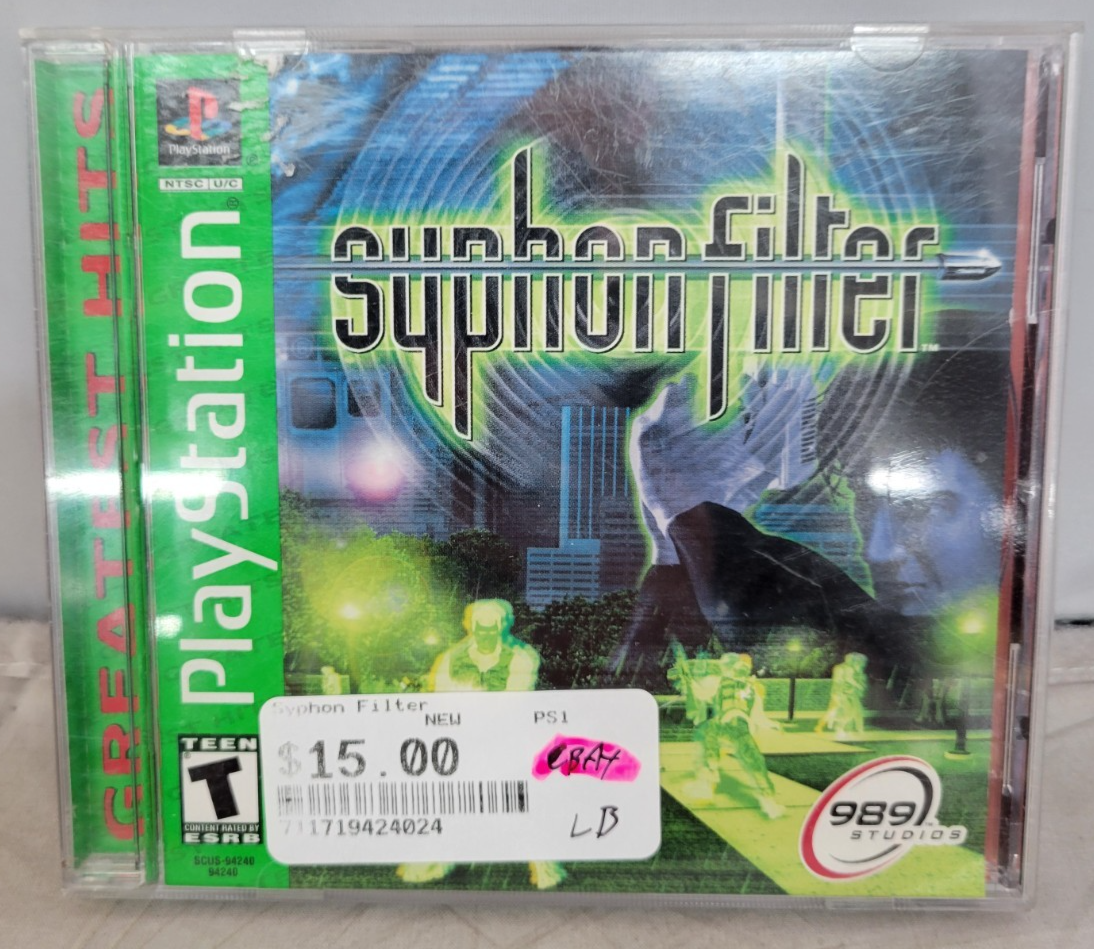 GREATEST HITS
PlayStation
NTSC U/C
PlayStation®
syphon filter™
TEEN
T
CONTENT RATED BY
ESRB
SCUS-94240
94240
Syphon Filter
NEW PS1
$15.00
EBAY
711719424024
LB
989
STUDIOS